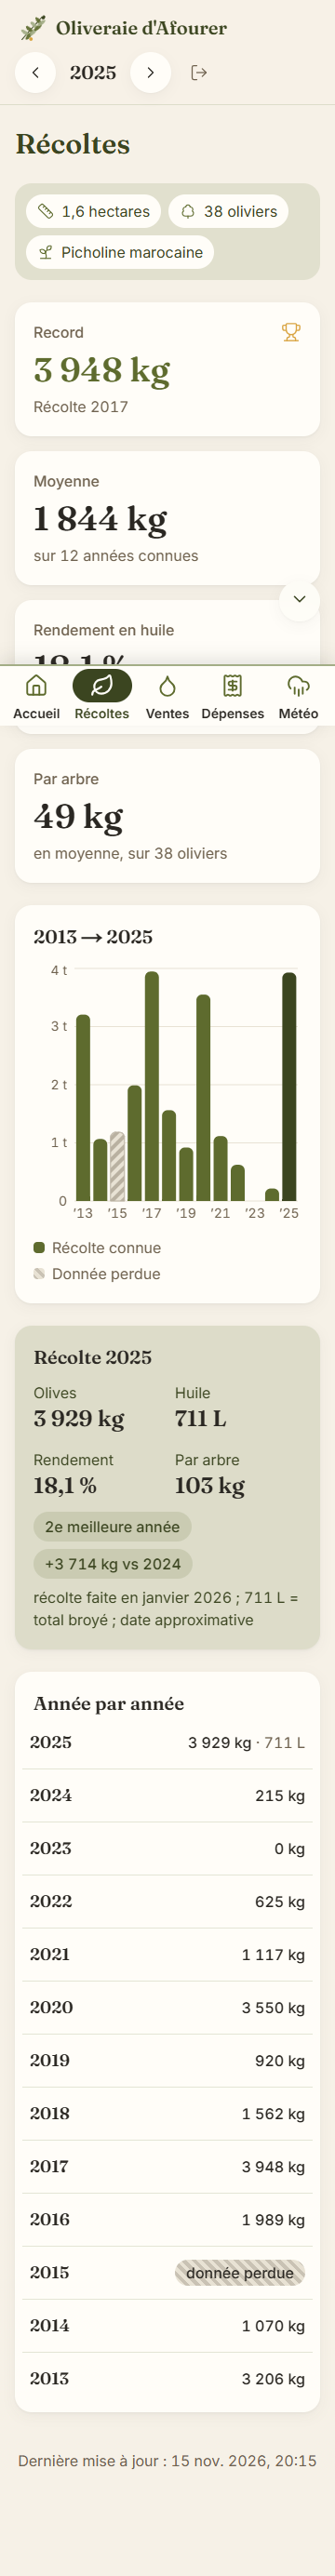 Oliveraie d'Afourer
2025
Récoltes
1,6 hectares
38 oliviers
Picholine marocaine
Record
3 948 kg
Récolte 2017
Moyenne
1 844 kg
sur 12 années connues
Rendement en huile
Accueil
Récoltes
Ventes
Dépenses
Météo
Par arbre
49 kg
en moyenne, sur 38 oliviers
2013 → 2025
4 t
3 t
2 t
1 t
0
'13 '15 '17 '19 '21 '23 '25
Récolte connue
Donnée perdue
Récolte 2025
Olives Huile
3 929 kg 711 L
Rendement Par arbre
18,1 % 103 kg
2e meilleure année
+3 714 kg vs 2024
récolte faite en janvier 2026 ; 711 L =
total broyé ; date approximative
Année par année
2025 3 929 kg · 711 L
2024 215 kg
2023 0 kg
2022 625 kg
2021 1 117 kg
2020 3 550 kg
2019 920 kg
2018 1 562 kg
2017 3 948 kg
2016 1 989 kg
2015 donnée perdue
2014 1 070 kg
2013 3 206 kg
Dernière mise à jour : 15 nov. 2026, 20:15